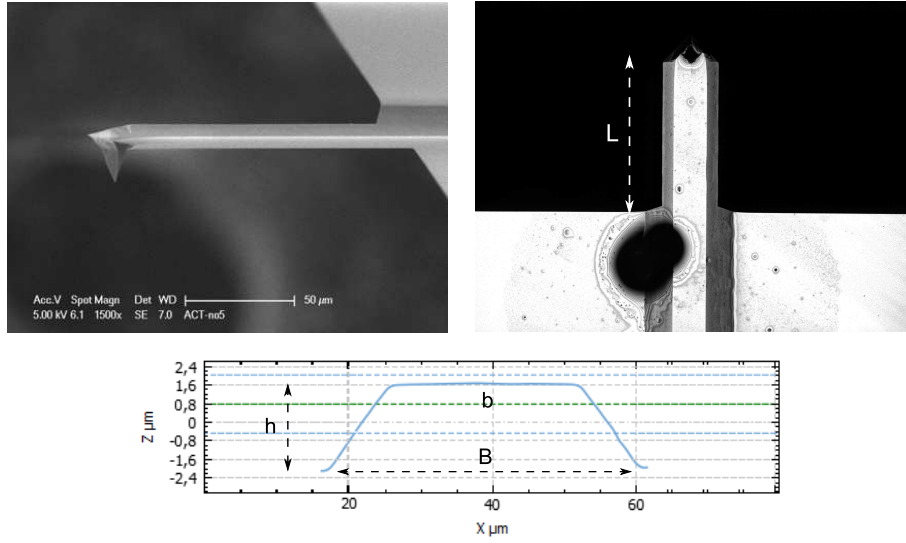 L
Acc.V Spot Magn Det WD 50 µm
5.00 kV 6.1 1500x SE 7.0 ACT-no5
2,4
1,6
0,8
0
-0,8
-1,6
-2,4
Z µm
h
b
B
20 40 60
X µm